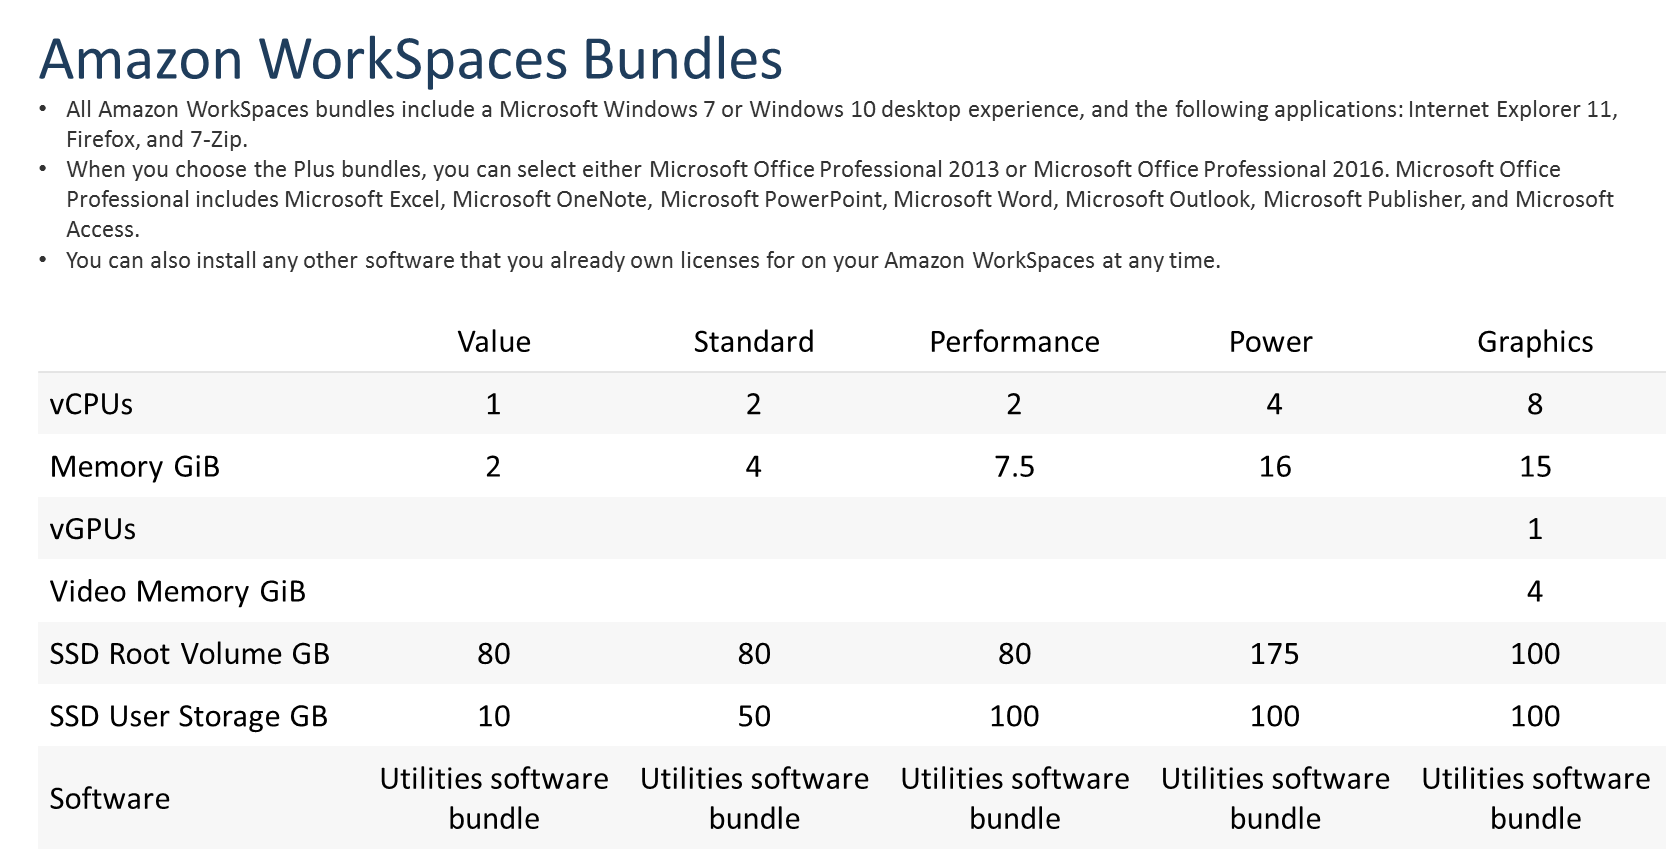 Amazon WorkSpaces Bundles
• All Amazon WorkSpaces bundles include a Microsoft Windows 7 or Windows 10 desktop experience, and the following applications: Internet Explorer 11,
Firefox, and 7-Zip.
• When you choose the Plus bundles, you can select either Microsoft Office Professional 2013 or Microsoft Office Professional 2016. Microsoft Office
Professional includes Microsoft Excel, Microsoft OneNote, Microsoft PowerPoint, Microsoft Word, Microsoft Outlook, Microsoft Publisher, and Microsoft
Access.
• You can also install any other software that you already own licenses for on your Amazon WorkSpaces at any time.
Value Standard Performance Power Graphics
vCPUs 1 2 2 4 8
Memory GiB 2 4 7.5 16 15
vGPUs 1
Video Memory GiB 4
SSD Root Volume GB 80 80 80 175 100
SSD User Storage GB 10 50 100 100 100
Software Utilities software Utilities software Utilities software Utilities software Utilities software
bundle bundle bundle bundle bundle